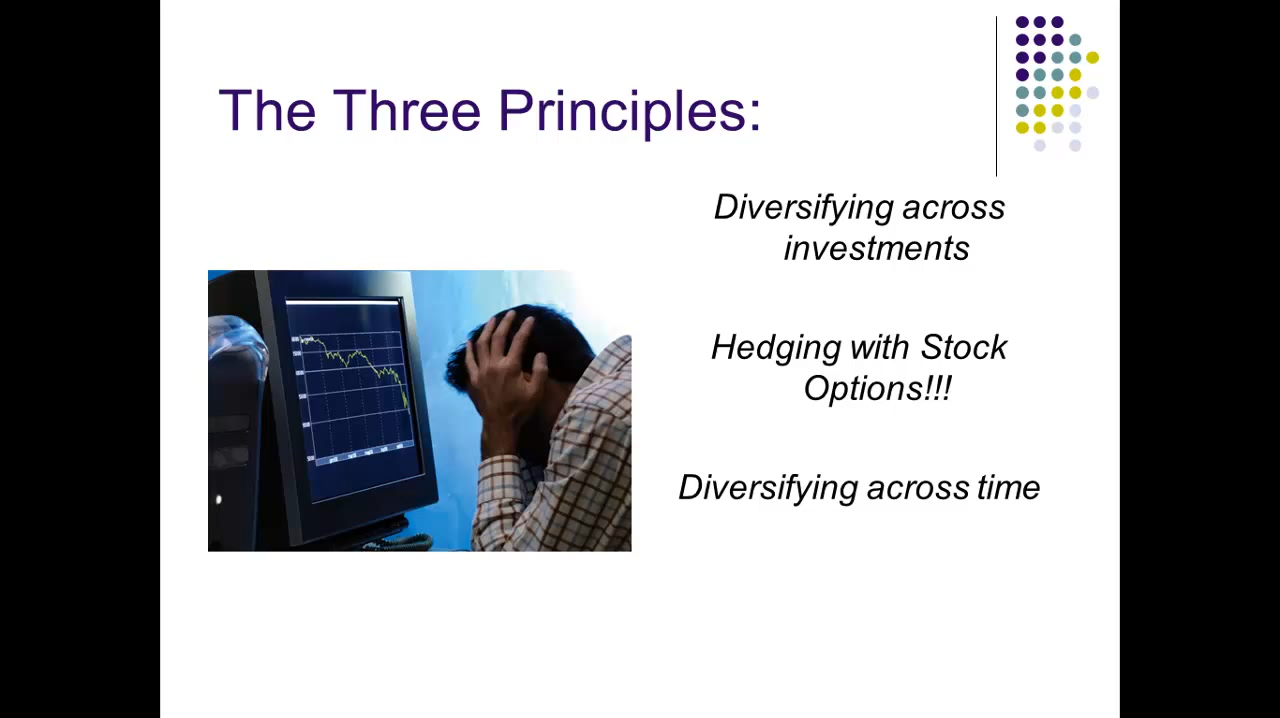 The Three Principles:
Diversifying across
investments
Hedging with Stock
Options!!!
Diversifying across time